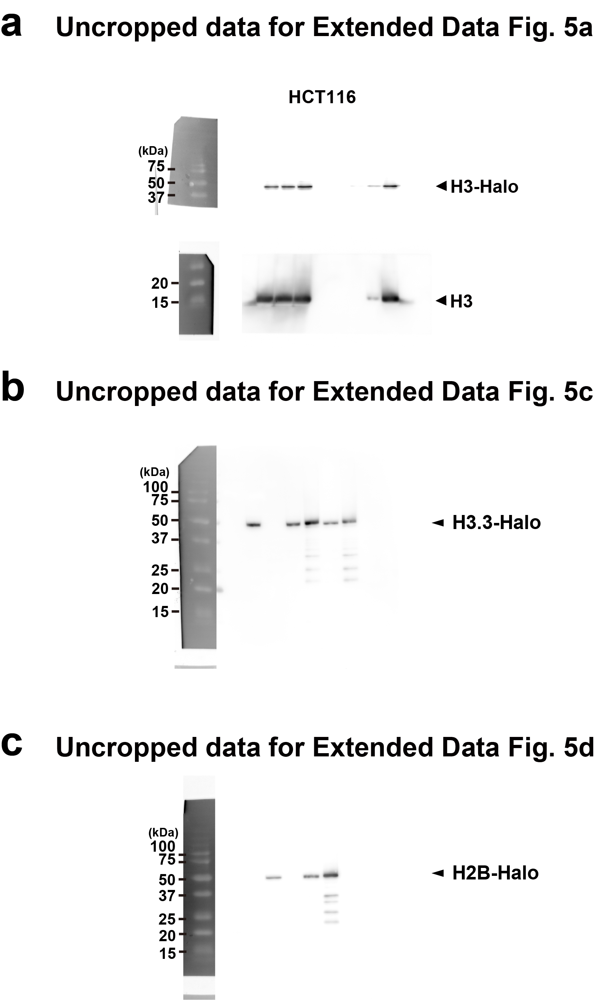 a Uncropped data for Extended Data Fig. 5a
HCT116
(kDa)
75
50
37
H3-Halo
20
15
H3
b Uncropped data for Extended Data Fig. 5c
(kDa)
100
75
50
37
25
20
15
H3.3-Halo
c Uncropped data for Extended Data Fig. 5d
(kDa)
100
75
50
37
25
20
15
H2B-Halo